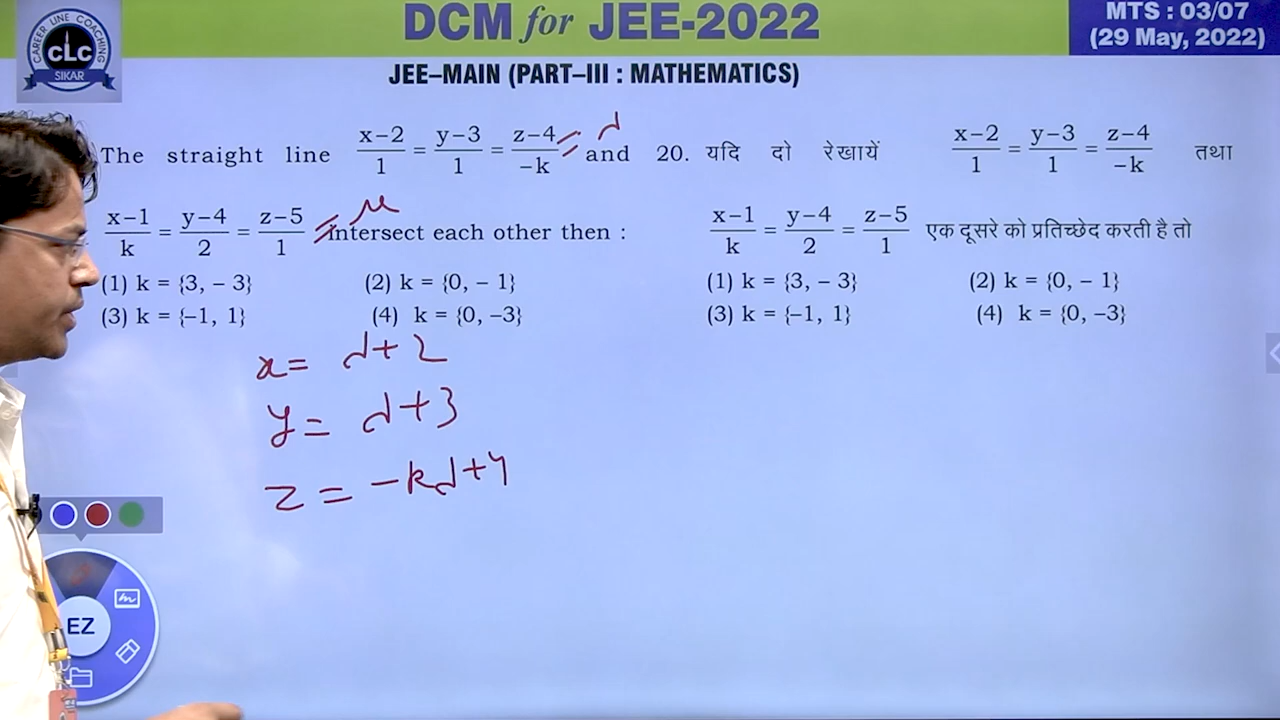 DCM for JEE-2022
MTS : 03/07
(29 May, 2022)
CAREER LINE COACHING
CLC
SIKAR
JEE–MAIN (PART–III : MATHEMATICS)
The straight line (x−2)/1 = (y−3)/1 = (z−4)/-k = λ and
(x−1)/k = (y−4)/2 = (z−5)/1 = μ intersect each other then :
(1) k = {3, – 3} (2) k = {0, – 1}
(3) k = {–1, 1} (4) k = {0, –3}
20. यदि दो रेखायें (x−2)/1 = (y−3)/1 = (z−4)/-k तथा
(x−1)/k = (y−4)/2 = (z−5)/1 एक दूसरे को प्रतिच्छेद करती है तो
(1) k = {3, – 3} (2) k = {0, – 1}
(3) k = {–1, 1} (4) k = {0, –3}
x = λ+2
y = λ+3
z = -kλ+4
EZ